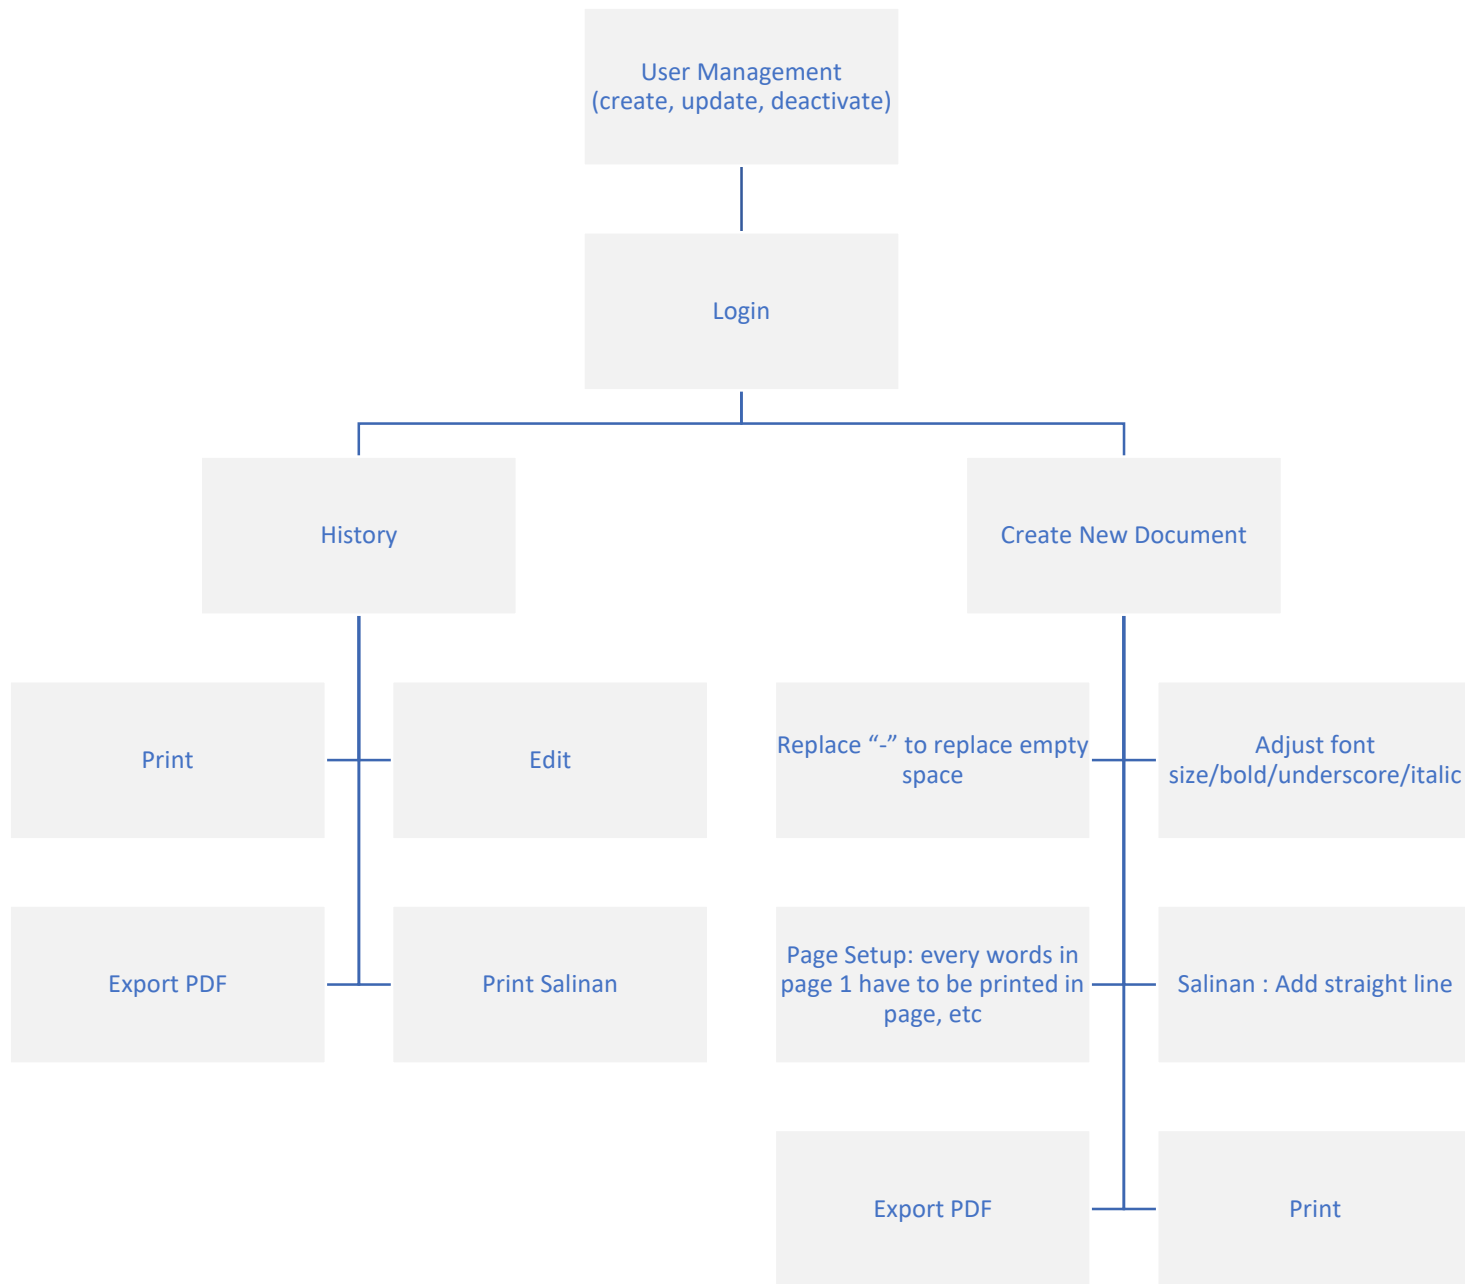 User Management
(create, update, deactivate)
Login
History
Create New Document
Print
Edit
Replace “-” to replace empty
space
Adjust font
size/bold/underscore/italic
Export PDF
Print Salinan
Page Setup: every words in
page 1 have to be printed in
page, etc
Salinan : Add straight line
Export PDF
Print